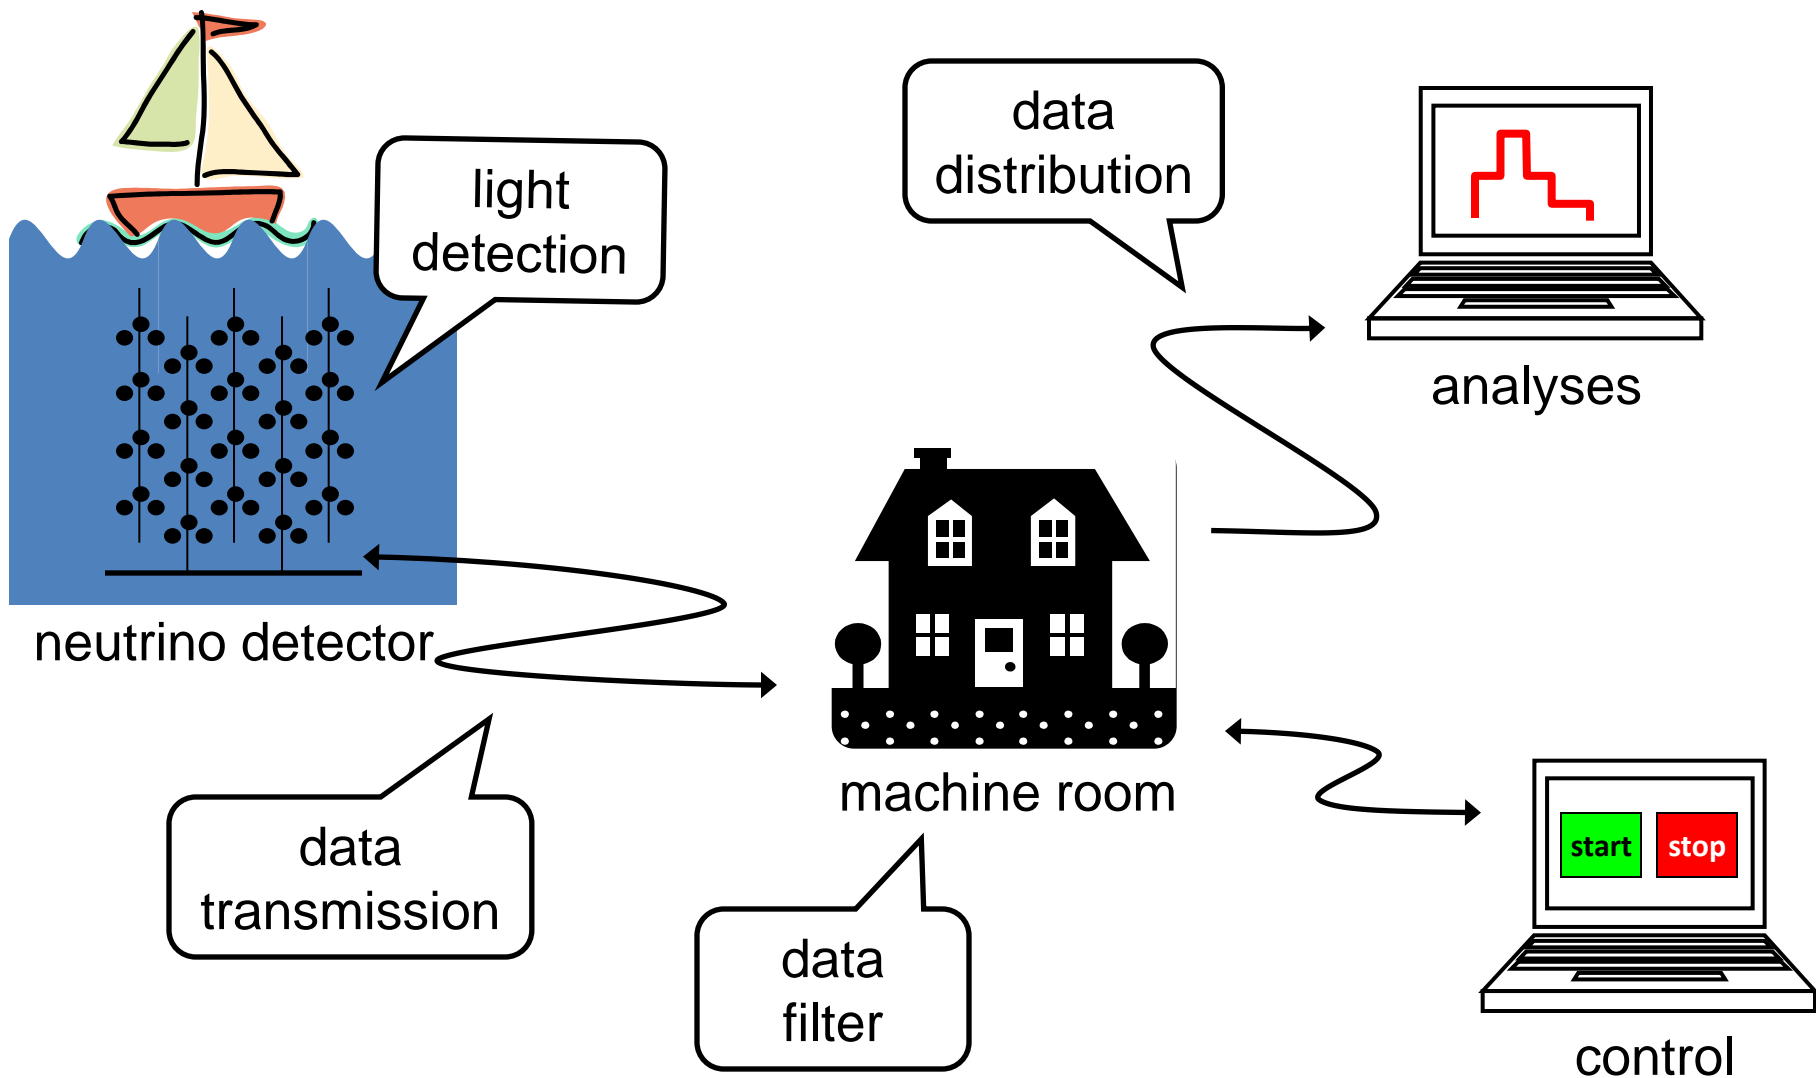 light
detection
data
distribution
analyses
neutrino detector
machine room
data
transmission
data
filter
start
stop
control